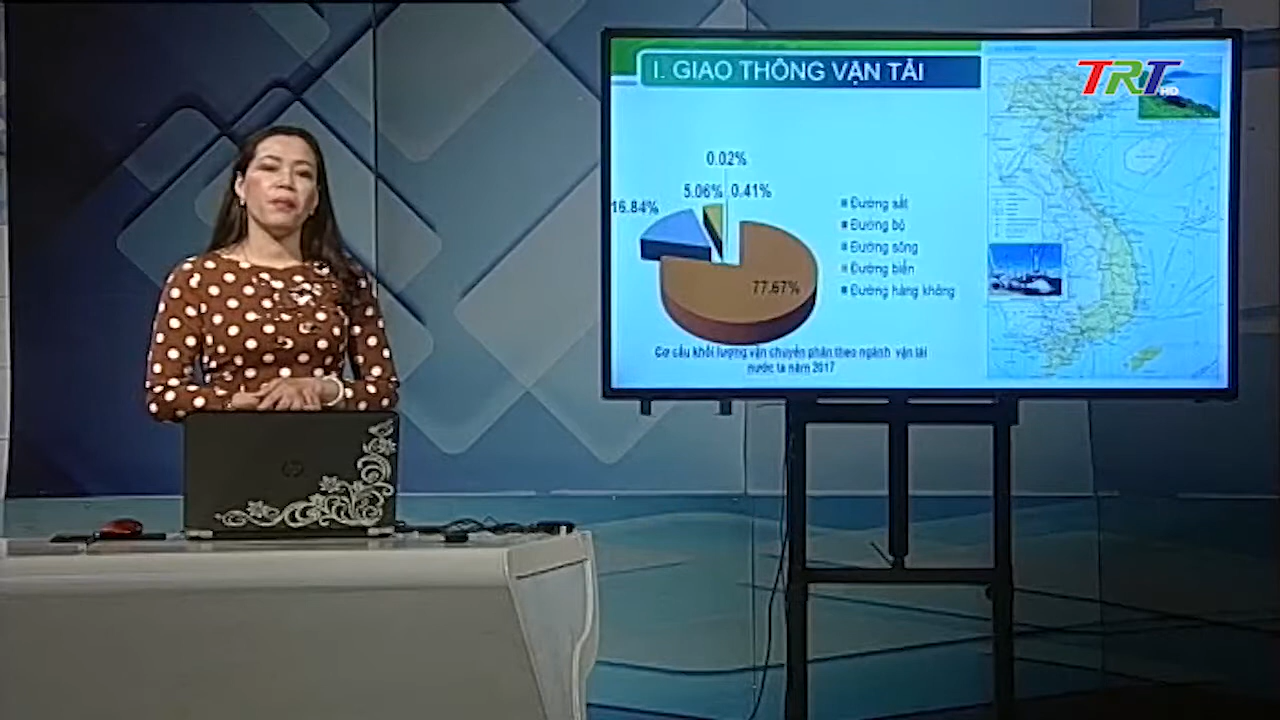 I. GIAO THÔNG VẬN TẢI
TRT HD
0.02%
5.06% 0.41%
16.84%
77.67%
Đường sắt
Đường bộ
Đường sông
Đường biển
Đường hàng không
Cơ cấu khối lượng vận chuyển phân theo ngành vận tải
nước ta năm 2017
hp